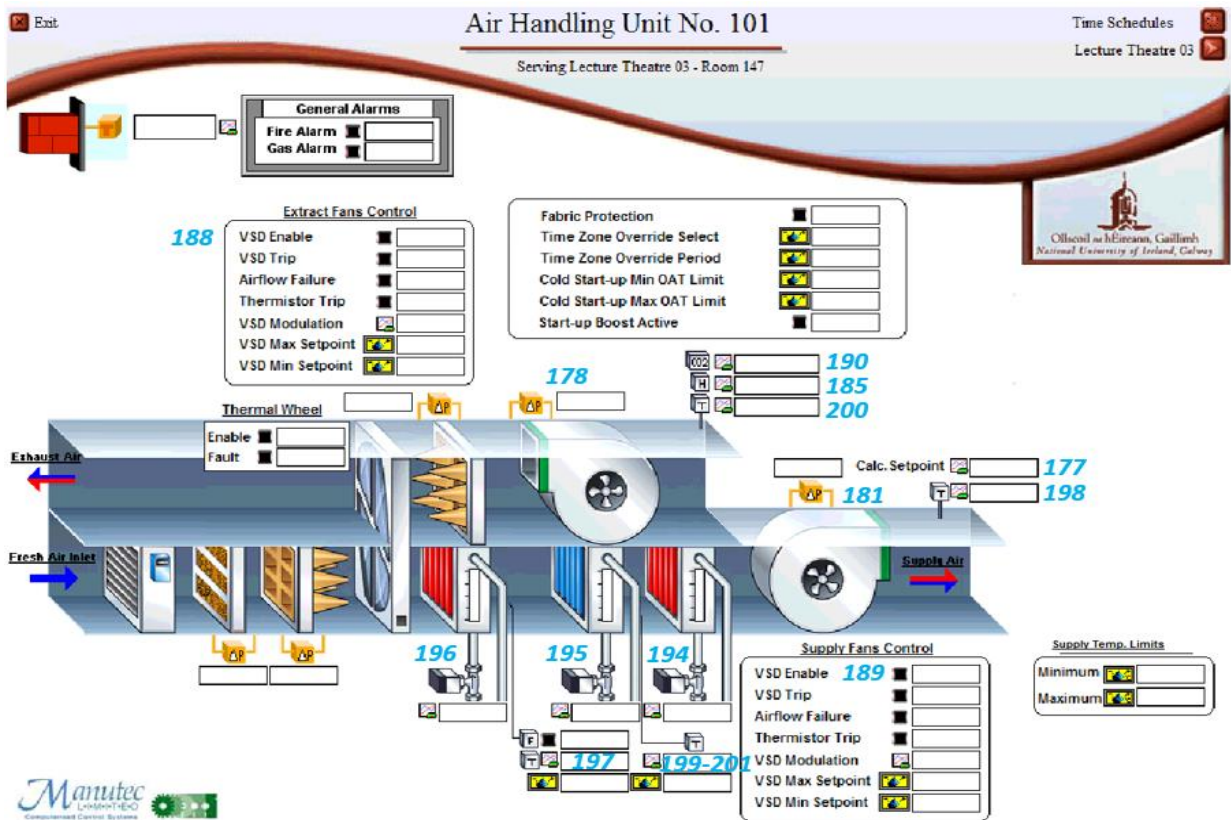 Exit
Air Handling Unit No. 101
Time Schedules
Serving Lecture Theatre 03 - Room 147
Lecture Theatre 03
General Alarms
Fire Alarm
Gas Alarm
T
Ollscoil na hÉireann, Gaillimh
National University of Ireland, Galway
Extract Fans Control
188
VSD Enable
VSD Trip
Airflow Failure
Thermistor Trip
VSD Modulation
VSD Max Setpoint
VSD Min Setpoint
Fabric Protection
Time Zone Override Select
Time Zone Override Period
Cold Start-up Min OAT Limit
Cold Start-up Max OAT Limit
Start-up Boost Active
CO2 190
H 185
T 200
178
ΔP
ΔP
Thermal Wheel
Enable
Fault
Exhaust Air
Calc. Setpoint 177
T 198
ΔP 181
Fresh Air Inlet
Supply Air
ΔP
ΔP
196
195
194
F
T 197
T
199-201
Supply Fans Control
VSD Enable 189
VSD Trip
Airflow Failure
Thermistor Trip
VSD Modulation
VSD Max Setpoint
VSD Min Setpoint
Supply Temp. Limits
Minimum
Maximum
Manutec
LIMITED
Computerised Control Systems